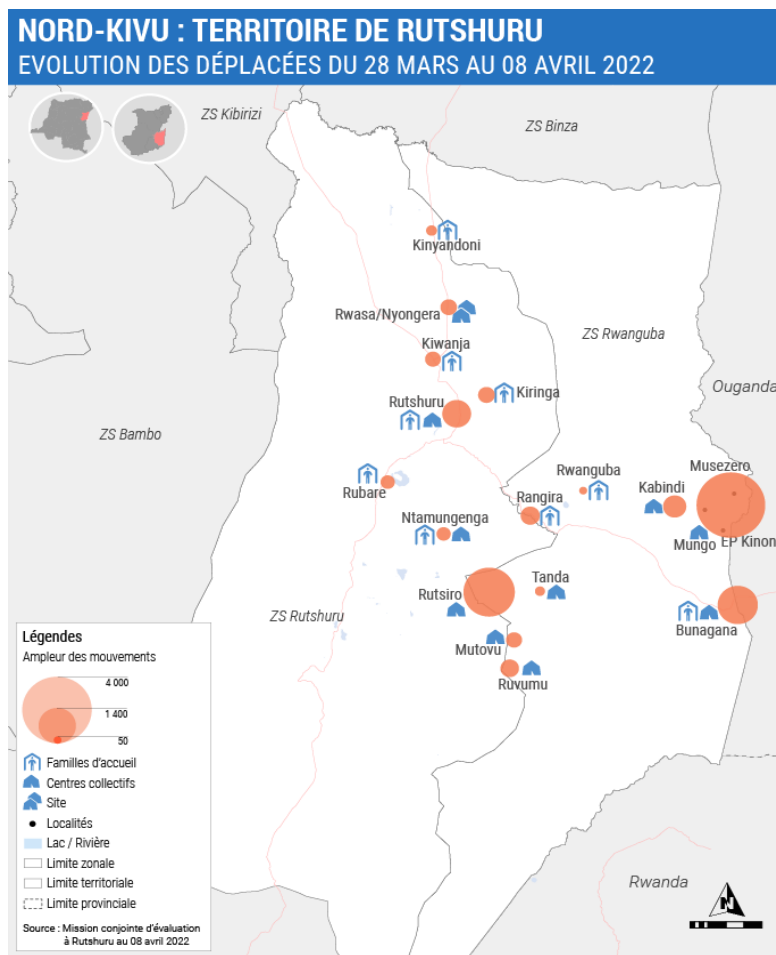 NORD-KIVU : TERRITOIRE DE RUTSHURU
EVOLUTION DES DÉPLACÉES DU 28 MARS AU 08 AVRIL 2022
ZS Kibirizi
ZS Binza
Kinyandoni
Rwasa/Nyongera
ZS Rwanguba
Kiwanja
Ouganda
Kiringa
Rutshuru
ZS Bambo
Musezero
Rwanguba
Kabindi
Rubare
Rangira
Ntamungenga
Mungo
EP Kinon
Tanda
Rutsiro
ZS Rutshuru
Bunagana
Mutovu
Ruvumu
Rwanda
N
Légendes
Ampleur des mouvements
4 000
1 400
50
Familles d'accueil
Centres collectifs
Site
Localités
Lac / Rivière
Limite zonale
Limite territoriale
Limite provinciale
Source : Mission conjointe d'évaluation
à Rutshuru au 08 avril 2022